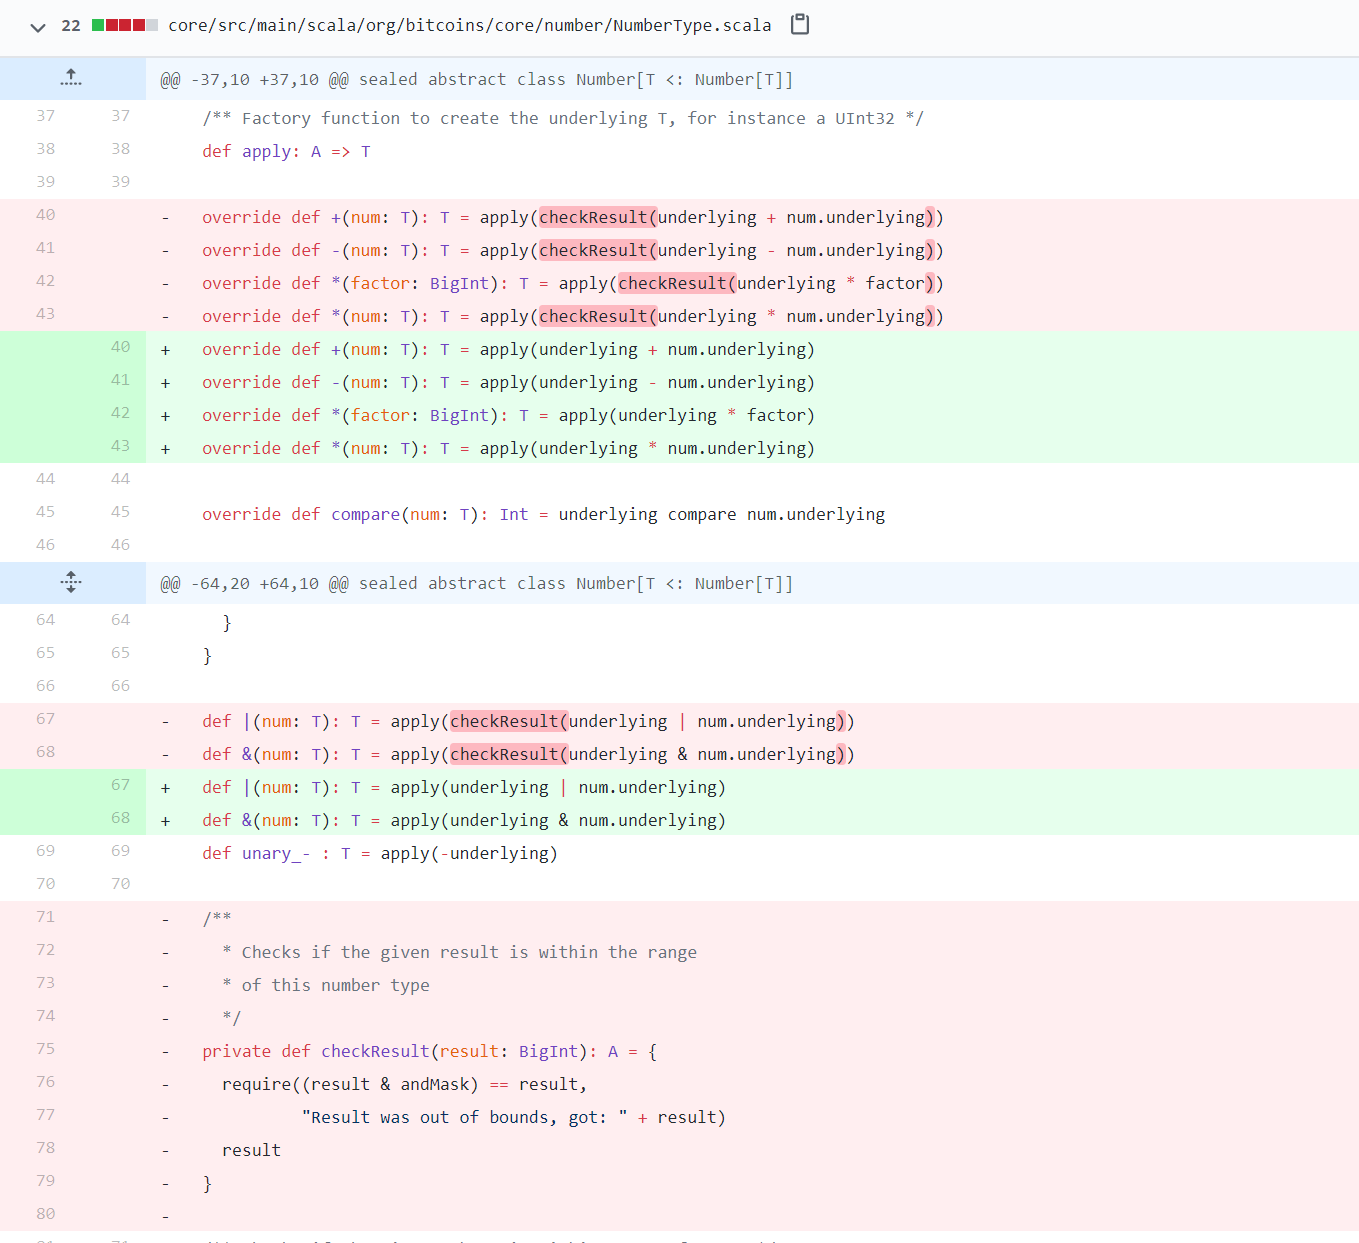 22 core/src/main/scala/org/bitcoins/core/number/NumberType.scala
@@ -37,10 +37,10 @@ sealed abstract class Number[T <: Number[T]]
37 37 /** Factory function to create the underlying T, for instance a UInt32 */
38 38 def apply: A => T
39 39
40 - override def +(num: T): T = apply(checkResult(underlying + num.underlying))
41 - override def -(num: T): T = apply(checkResult(underlying - num.underlying))
42 - override def *(factor: BigInt): T = apply(checkResult(underlying * factor))
43 - override def *(num: T): T = apply(checkResult(underlying * num.underlying))
40 + override def +(num: T): T = apply(underlying + num.underlying)
41 + override def -(num: T): T = apply(underlying - num.underlying)
42 + override def *(factor: BigInt): T = apply(underlying * factor)
43 + override def *(num: T): T = apply(underlying * num.underlying)
44 44
45 45 override def compare(num: T): Int = underlying compare num.underlying
46 46
@@ -64,20 +64,10 @@ sealed abstract class Number[T <: Number[T]]
64 64 }
65 65 }
66 66
67 - def |(num: T): T = apply(checkResult(underlying | num.underlying))
68 - def &(num: T): T = apply(checkResult(underlying & num.underlying))
67 + def |(num: T): T = apply(underlying | num.underlying)
68 + def &(num: T): T = apply(underlying & num.underlying)
69 69 def unary_- : T = apply(-underlying)
70 70
71 - /**
72 - * Checks if the given result is within the range
73 - * of this number type
74 - */
75 - private def checkResult(result: BigInt): A = {
76 - require((result & andMask) == result,
77 - "Result was out of bounds, got: " + result)
78 - result
79 - }
80 -